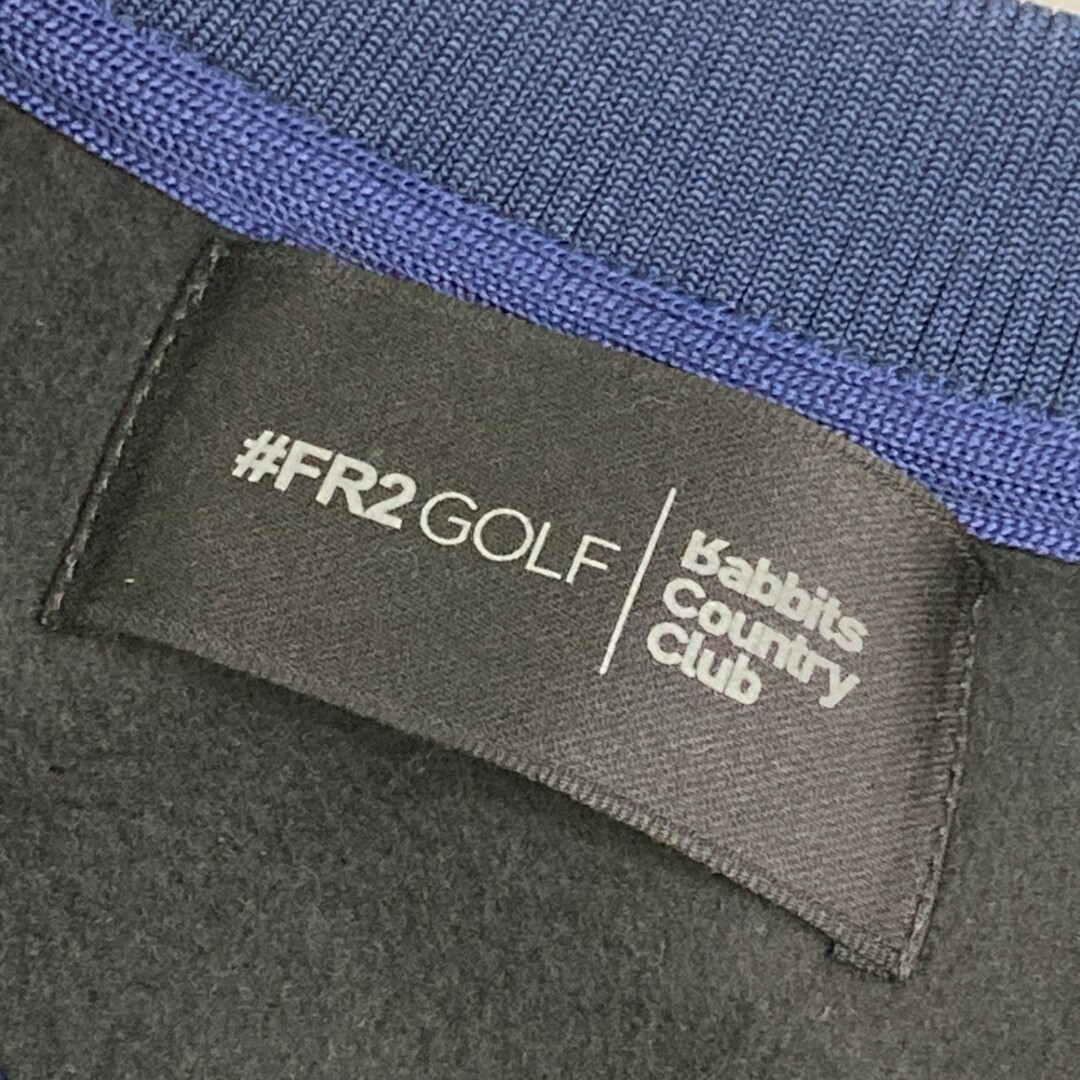 #FR2GOLF
Rabbits
Country
Club